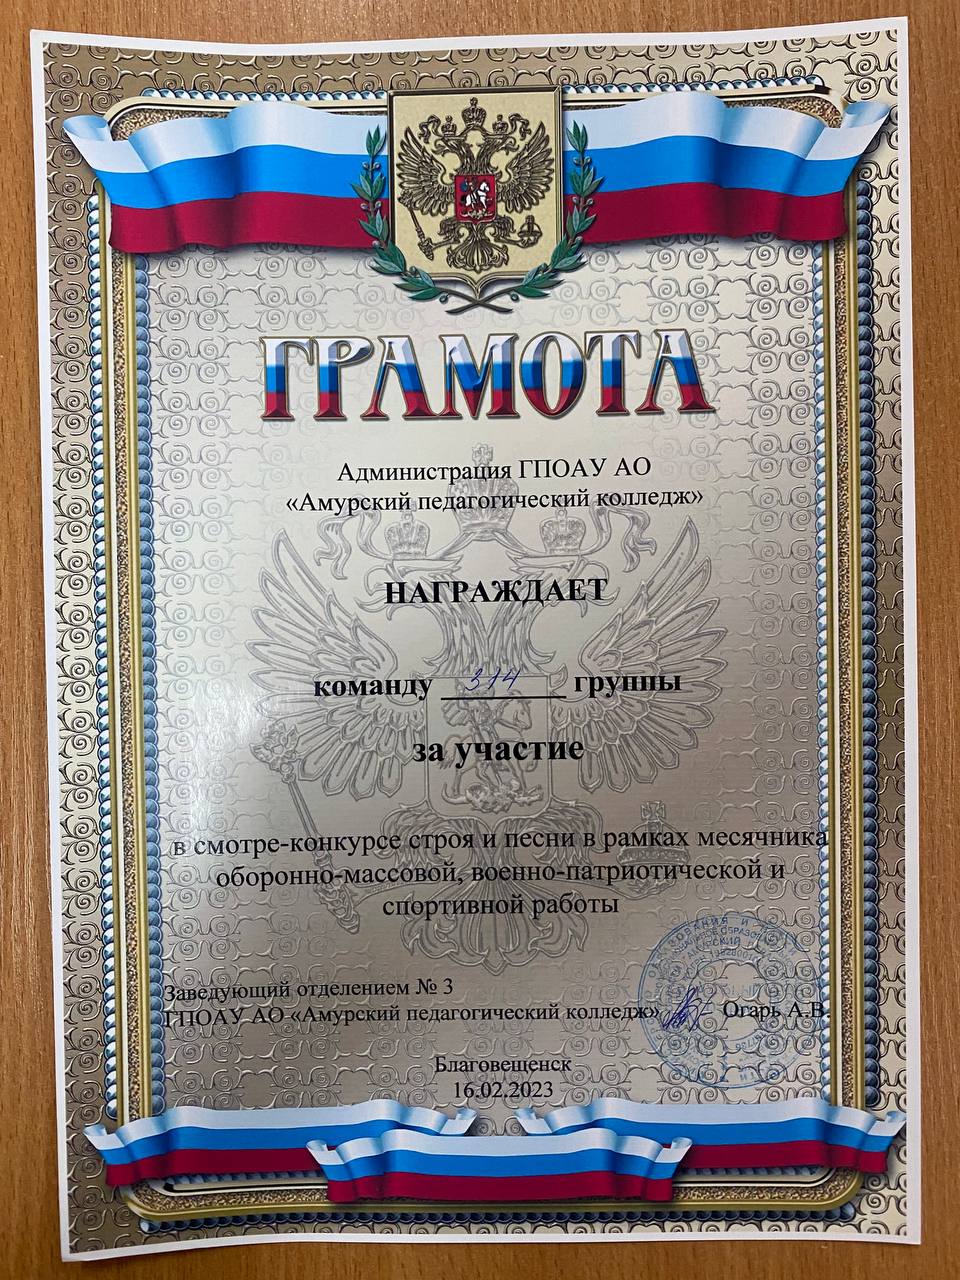 ГРАМОТА
Администрация ГПОАУ АО
«Амурский педагогический колледж»
НАГРАЖДАЕТ
команду 314 группы
за участие
в смотре-конкурсе строя и песни в рамках месячника
оборонно-массовой, военно-патриотической и
спортивной работы
Заведующий отделением № 3
ГПОАУ АО «Амурский педагогический колледж» Огарь А.В.
Благовещенск
16.02.2023